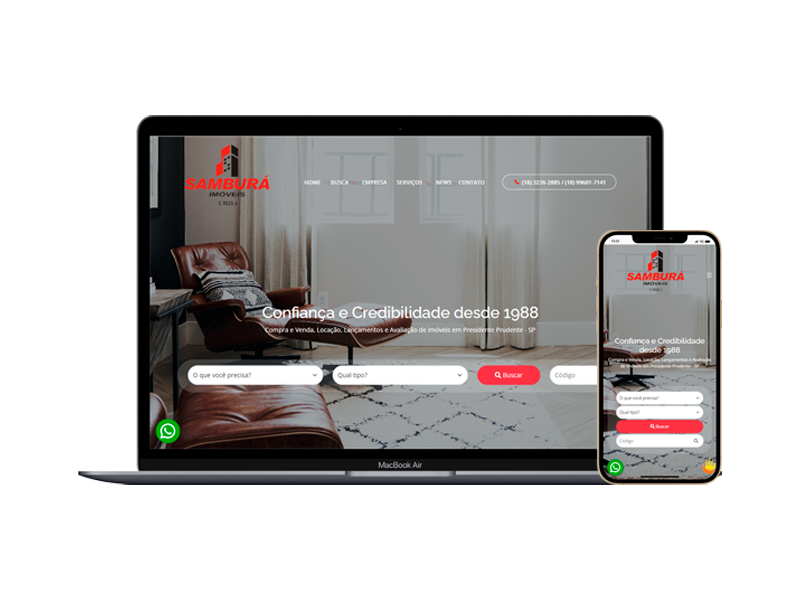 SAMBURÁ
IMÓVEIS
HOME BUSCA EMPRESA SERVIÇOS NEWS CONTATO
(18) 3226-2885 / (18) 99601-7141
Confiança e Credibilidade desde 1988
Compra e Venda, Locação, Lançamentos e Avaliação de Imóveis em Presidente Prudente - SP
O que você precisa?
Qual tipo?
Buscar
Código
MacBook Air
SAMBURÁ
IMÓVEIS
Confiança e Credibilidade
desde 1988
Compra e Venda, Locação, Lançamentos e Avaliação
de Imóveis em Presidente Prudente - SP
O que você precisa?
Qual tipo?
Buscar
Código